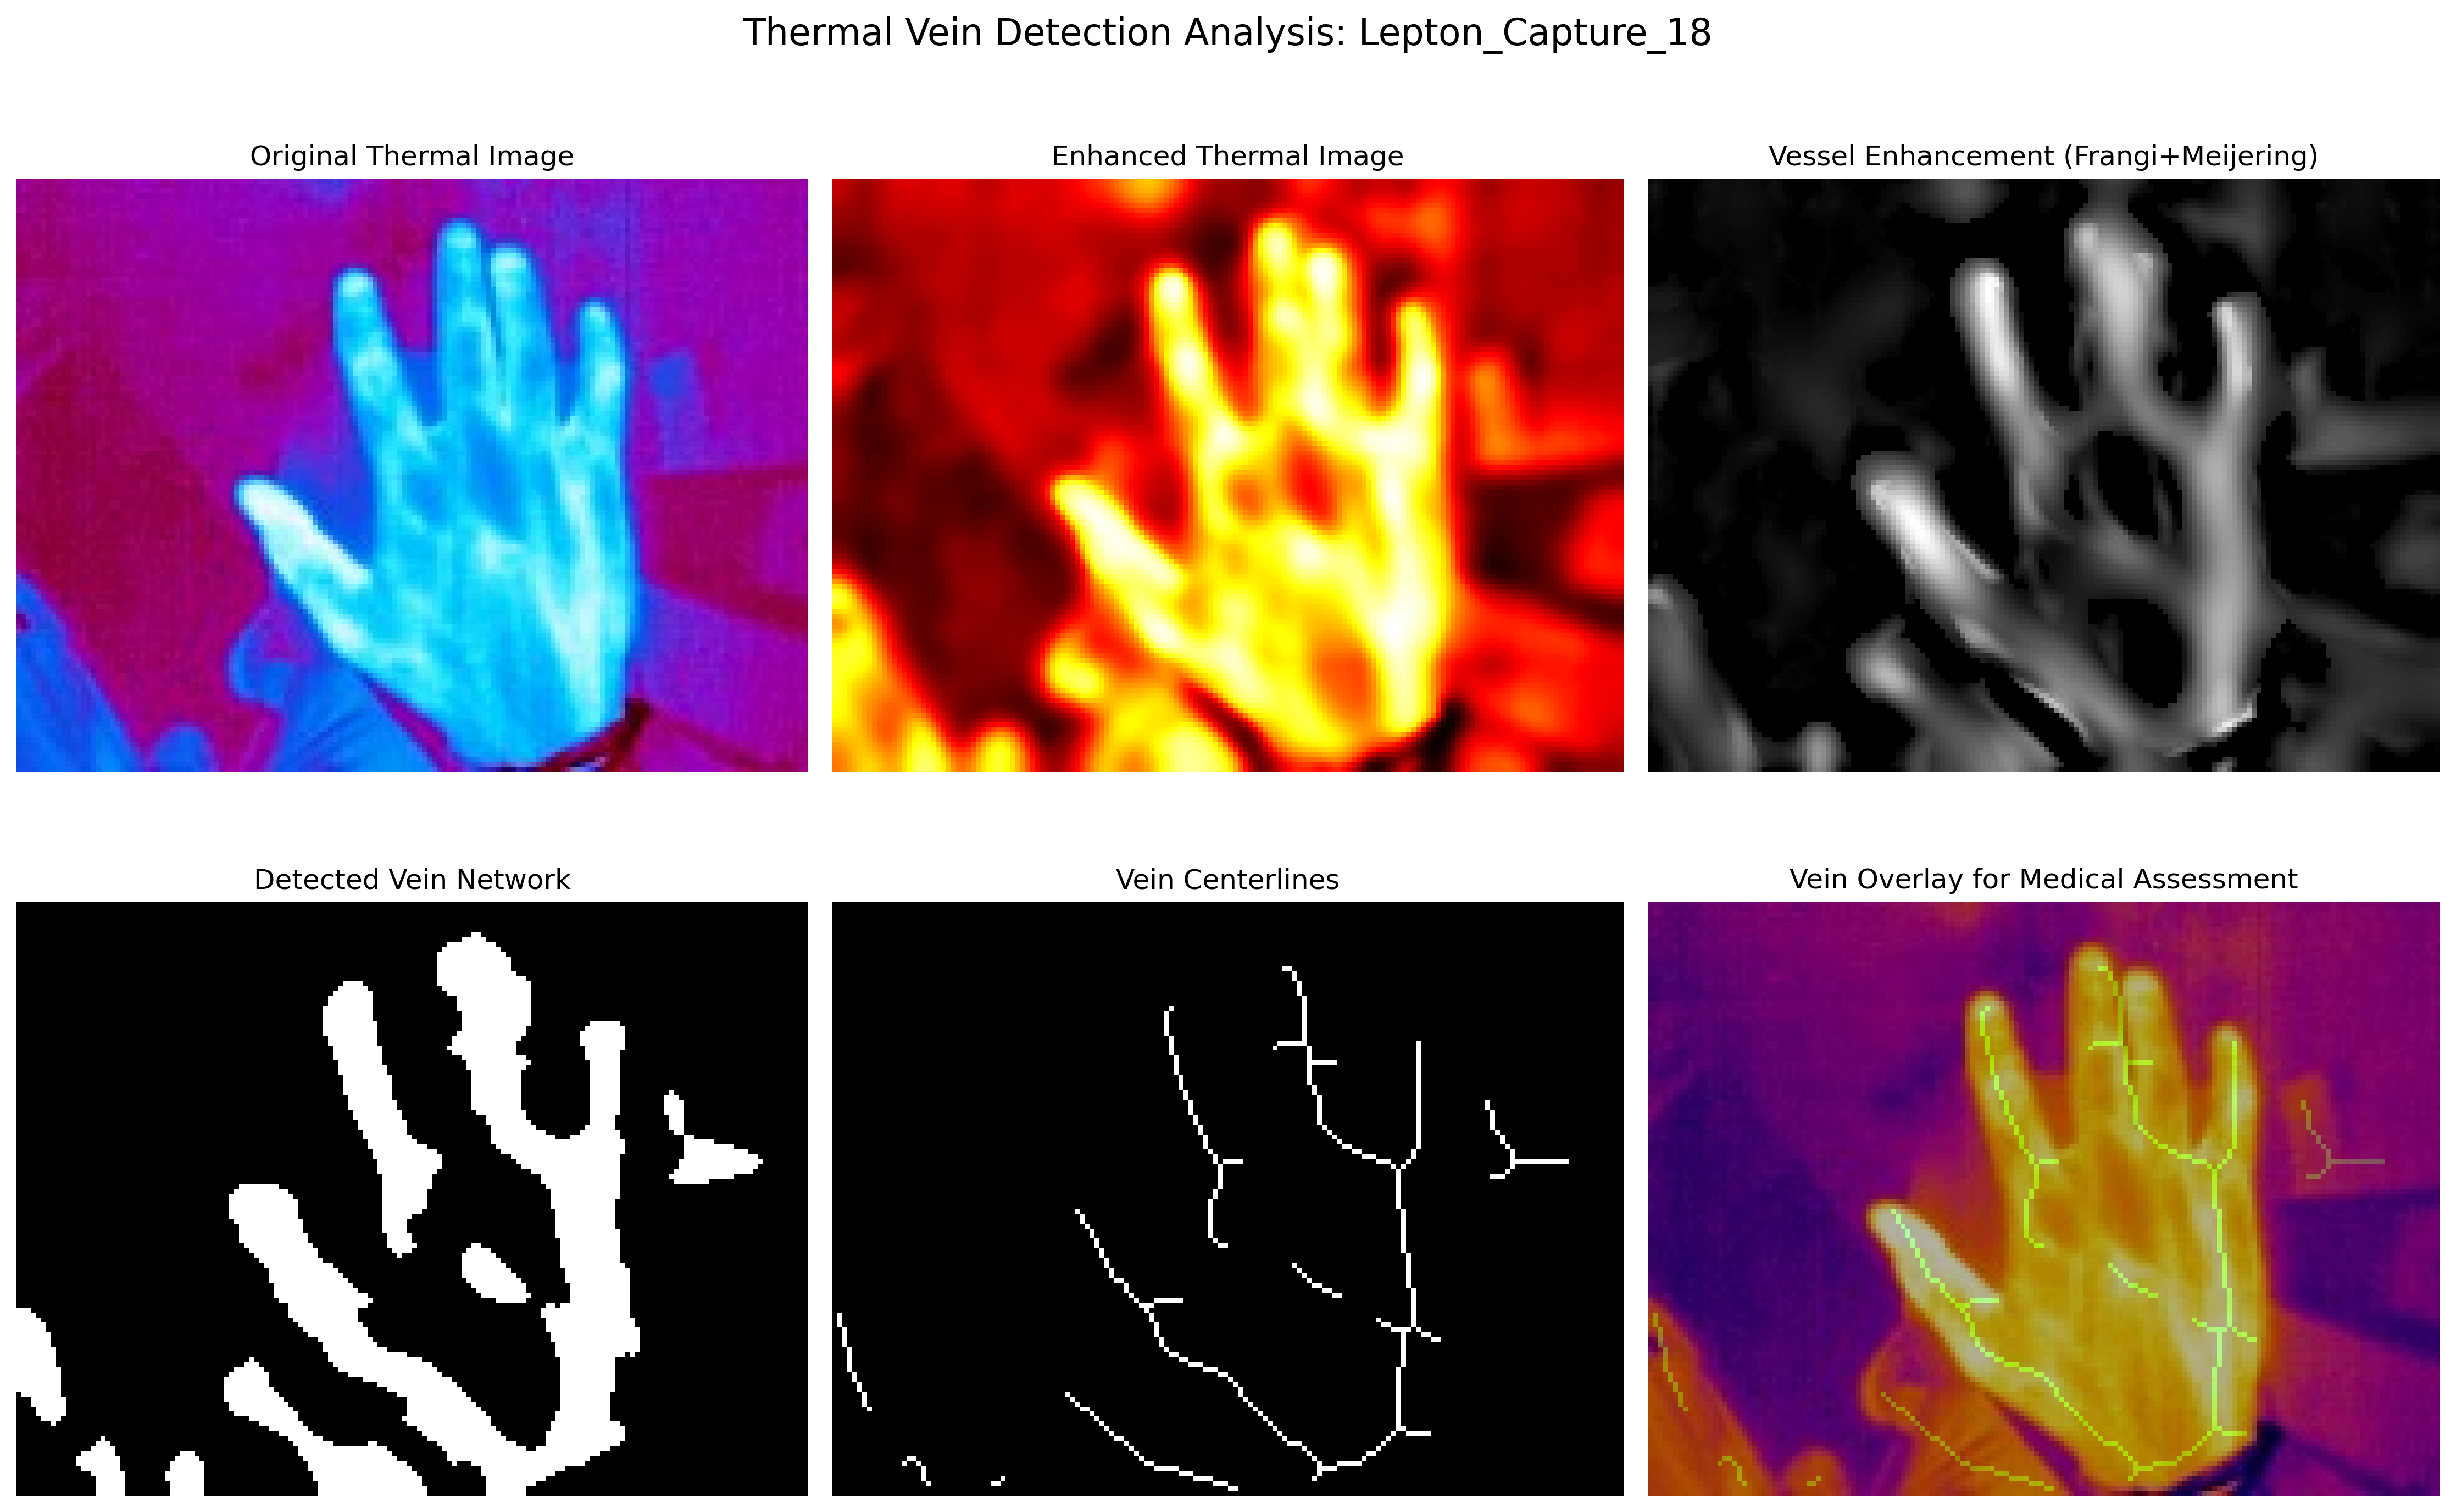 Thermal Vein Detection Analysis: Lepton_Capture_18
Original Thermal Image
Enhanced Thermal Image
Vessel Enhancement (Frangi+Meijering)
Detected Vein Network
Vein Centerlines
Vein Overlay for Medical Assessment